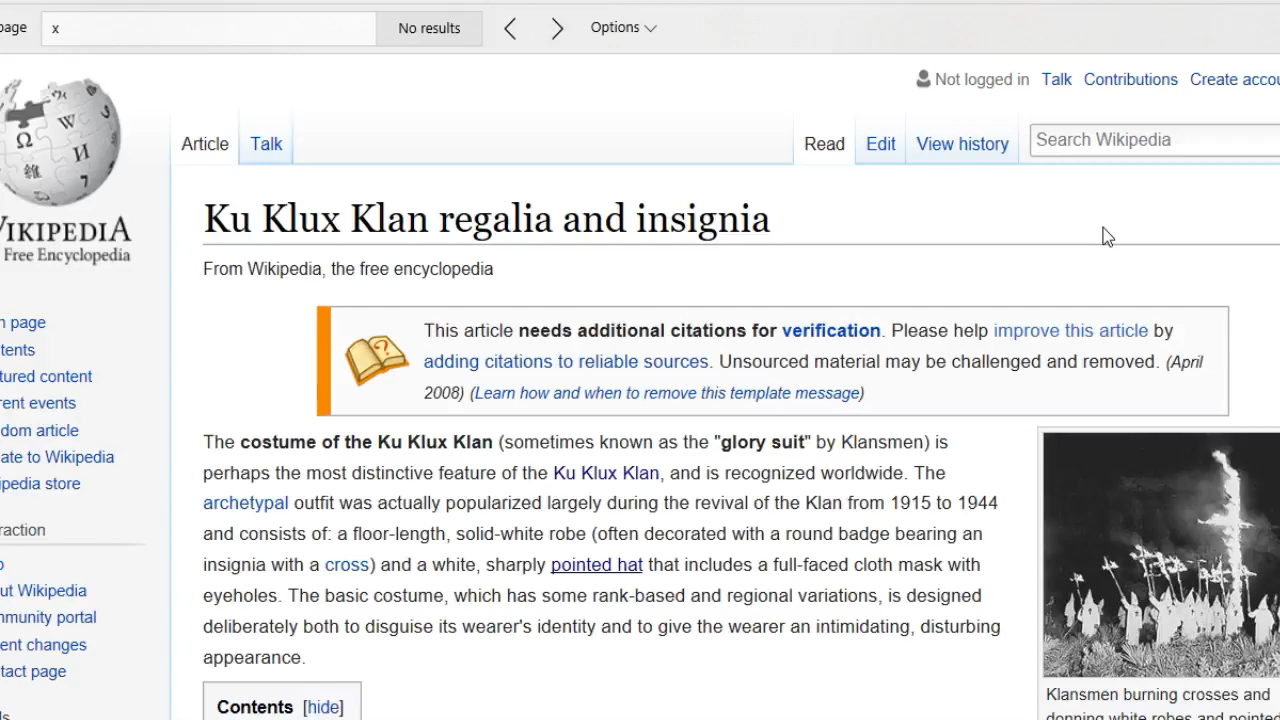 page x No results Options
Not logged in Talk Contributions Create accou
Article Talk Read Edit View history Search Wikipedia
WIKIPEDIA
Free Encyclopedia
Ku Klux Klan regalia and insignia
From Wikipedia, the free encyclopedia
This article needs additional citations for verification. Please help improve this article by
adding citations to reliable sources. Unsourced material may be challenged and removed. (April
2008) (Learn how and when to remove this template message)
n page
tents
tured content
rent events
dom article
ate to Wikipedia
ipedia store
raction
ut Wikipedia
mmunity portal
ent changes
tact page
The costume of the Ku Klux Klan (sometimes known as the "glory suit" by Klansmen) is
perhaps the most distinctive feature of the Ku Klux Klan, and is recognized worldwide. The
archetypal outfit was actually popularized largely during the revival of the Klan from 1915 to 1944
and consists of: a floor-length, solid-white robe (often decorated with a round badge bearing an
insignia with a cross) and a white, sharply pointed hat that includes a full-faced cloth mask with
eyeholes. The basic costume, which has some rank-based and regional variations, is designed
deliberately both to disguise its wearer's identity and to give the wearer an intimidating, disturbing
appearance.
Contents [hide]
Klansmen burning crosses and
donning white robes and pointed